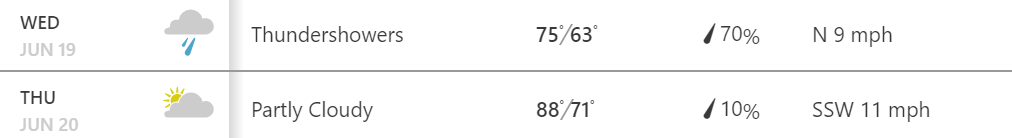 WED
JUN 19
Thundershowers
75°/63°
70%
N 9 mph
THU
JUN 20
Partly Cloudy
88°/71°
10%
SSW 11 mph